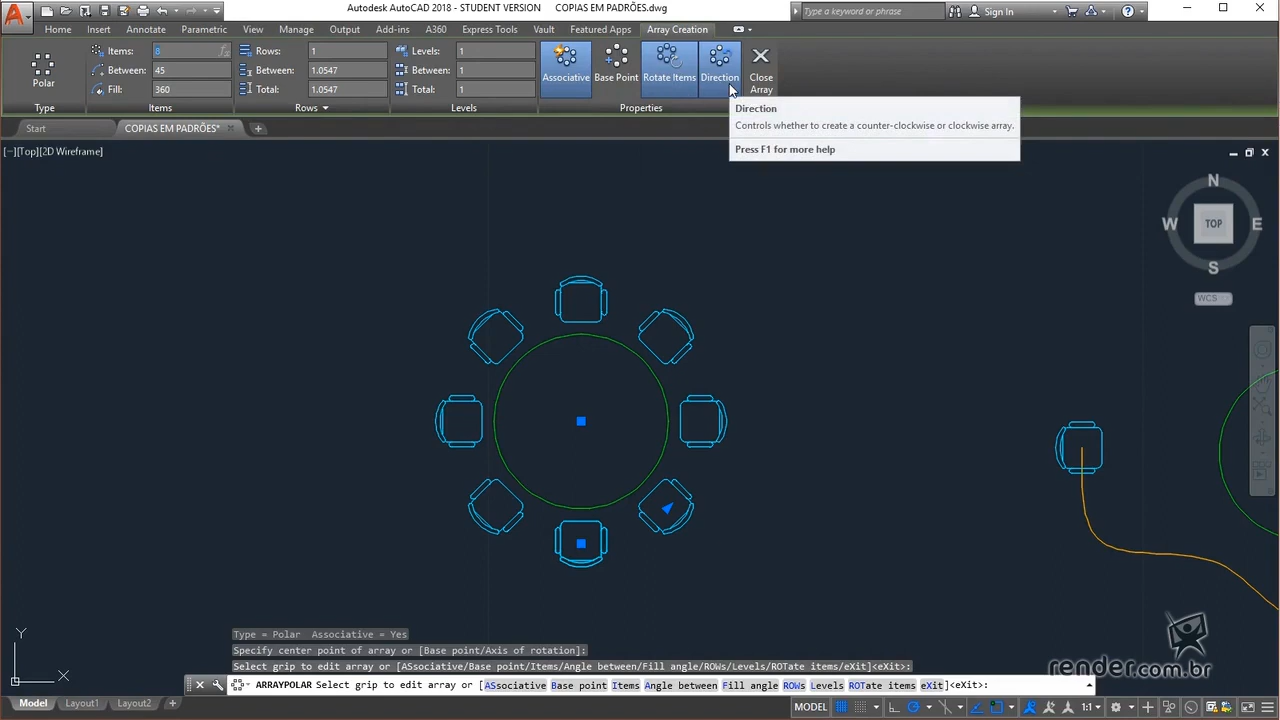 Autodesk AutoCAD 2018 - STUDENT VERSION COPIAS EM PADRÕES.dwg
Type a keyword or phrase
Sign In
Home Insert Annotate Parametric View Manage Output Add-ins A360 Express Tools Vault Featured Apps Array Creation
Items: 8
Between: 45
Fill: 360
Rows: 1
Between: 1.0547
Total: 1.0547
Levels: 1
Between: 1
Total: 1
Polar
Associative
Base Point
Rotate Items
Direction
Close
Array
Type Items Rows Levels Properties
Direction
Controls whether to create a counter-clockwise or clockwise array.
Press F1 for more help
Start
COPIAS EM PADRÕES*
[−][Top][2D Wireframe]
N
W TOP E
S
WCS
Type = Polar Associative = Yes
Specify center point of array or [Base point/Axis of rotation]:
Select grip to edit array or [ASsociative/Base point/Items/Angle between/Fill angle/ROWs/Levels/ROTate items/eXit]<eXit>:
ARRAYPOLAR Select grip to edit array or [ASsociative Base point Items Angle between Fill angle ROWs Levels ROTate items eXit]<eXit>:
Y
X
render.com.br
Model Layout1 Layout2 +
MODEL
1:1